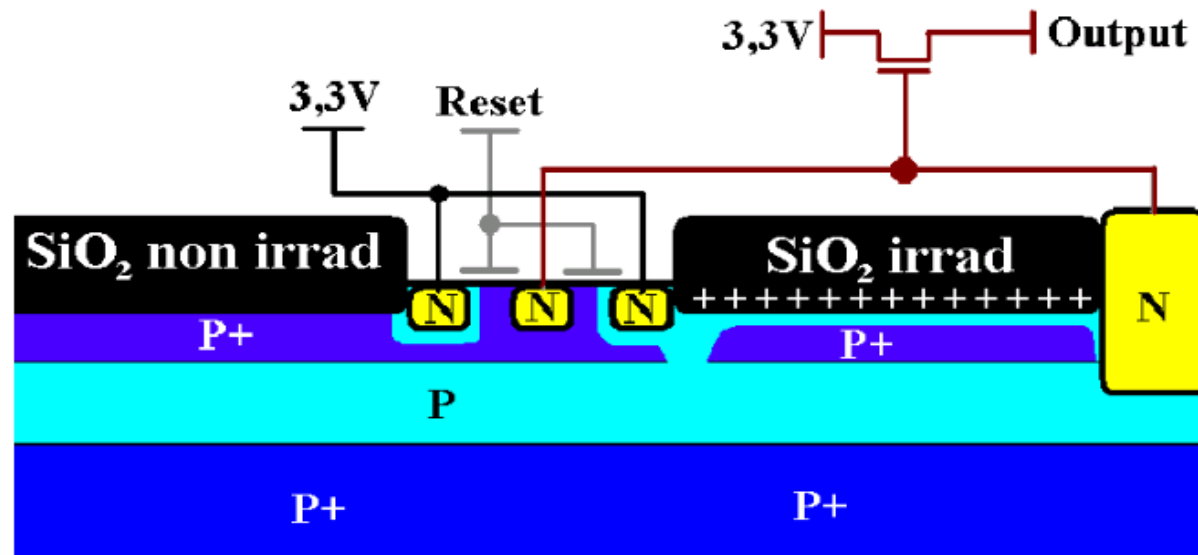 3,3V
Output
3,3V
Reset
SiO₂ non irrad
SiO₂ irrad
+ + + + + + + + + + + + + +
N
N
N
N
P+
P+
P
P+
P+